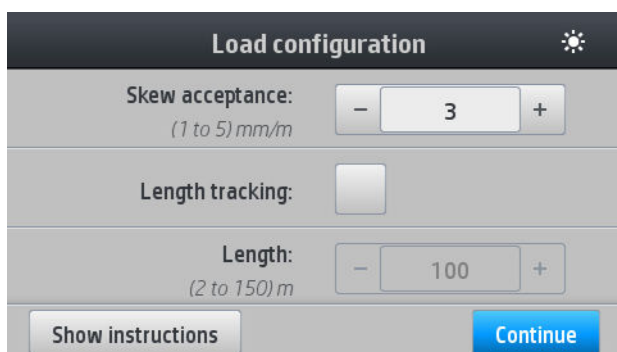 Load configuration
Skew acceptance:
(1 to 5) mm/m
− 3 +
Length tracking:
Length:
(2 to 150) m
− 100 +
Show instructions
Continue